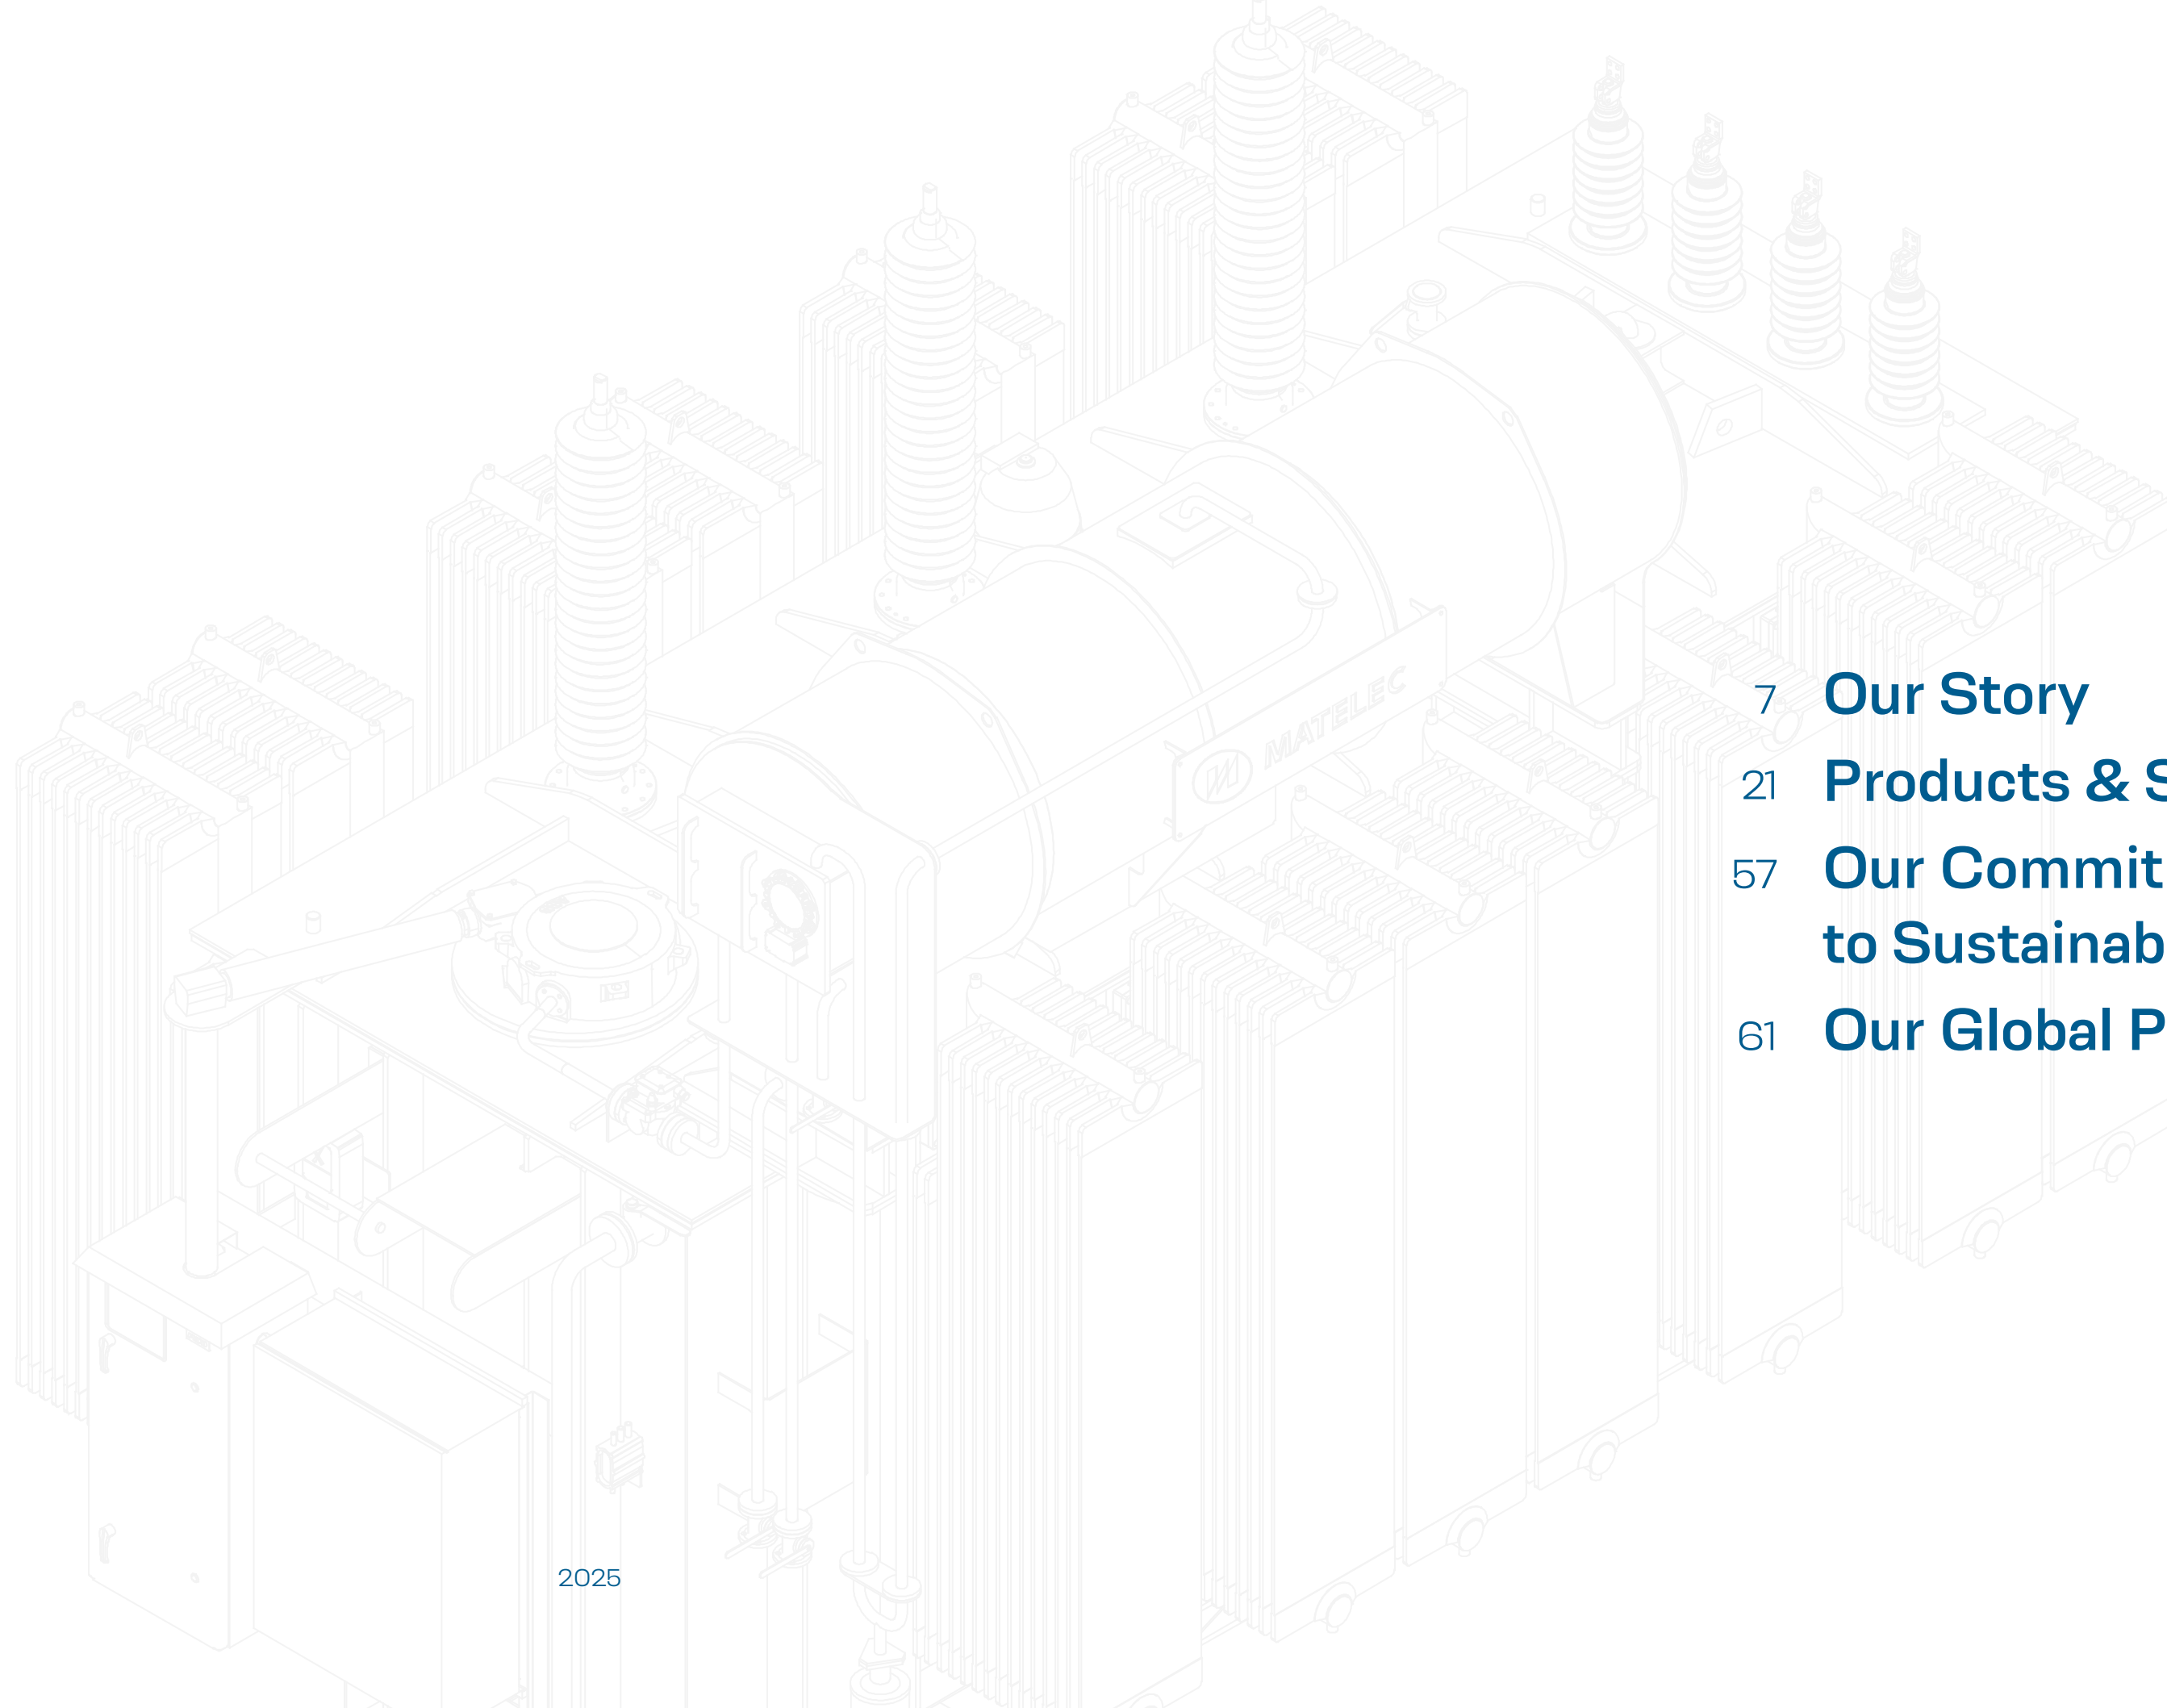 MATELEC
7 Our Story
21 Products & S
57 Our Commit
to Sustainab
61 Our Global P
2025